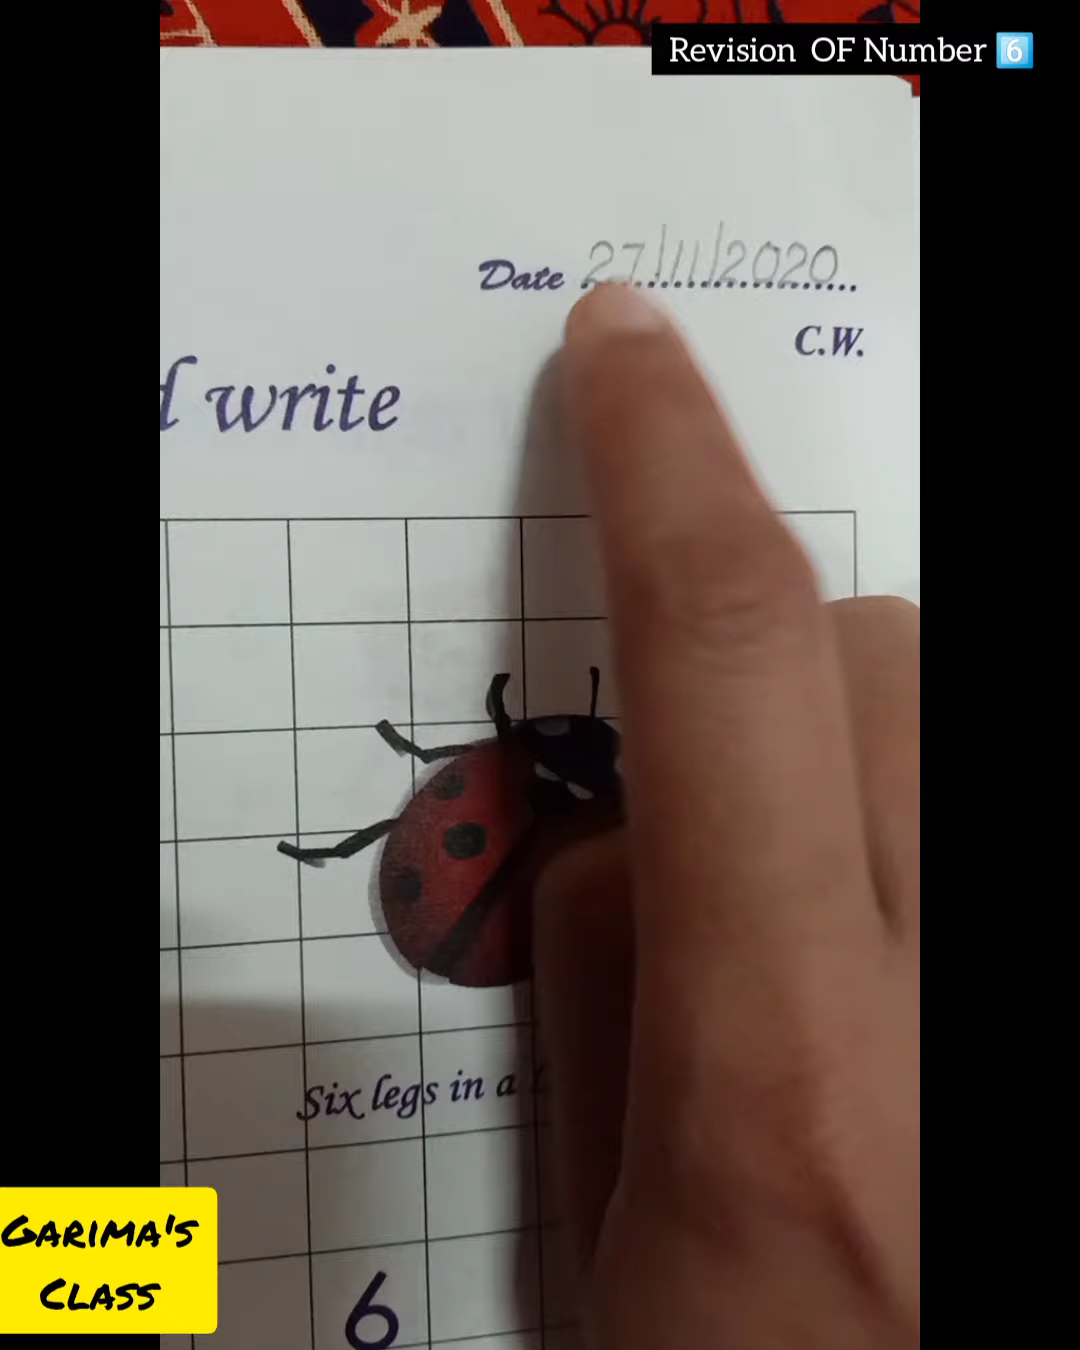 Revision OF Number 6️⃣
Date 27/11/2020
C.W.
write
Six legs in a
6
GARIMA'S
CLASS